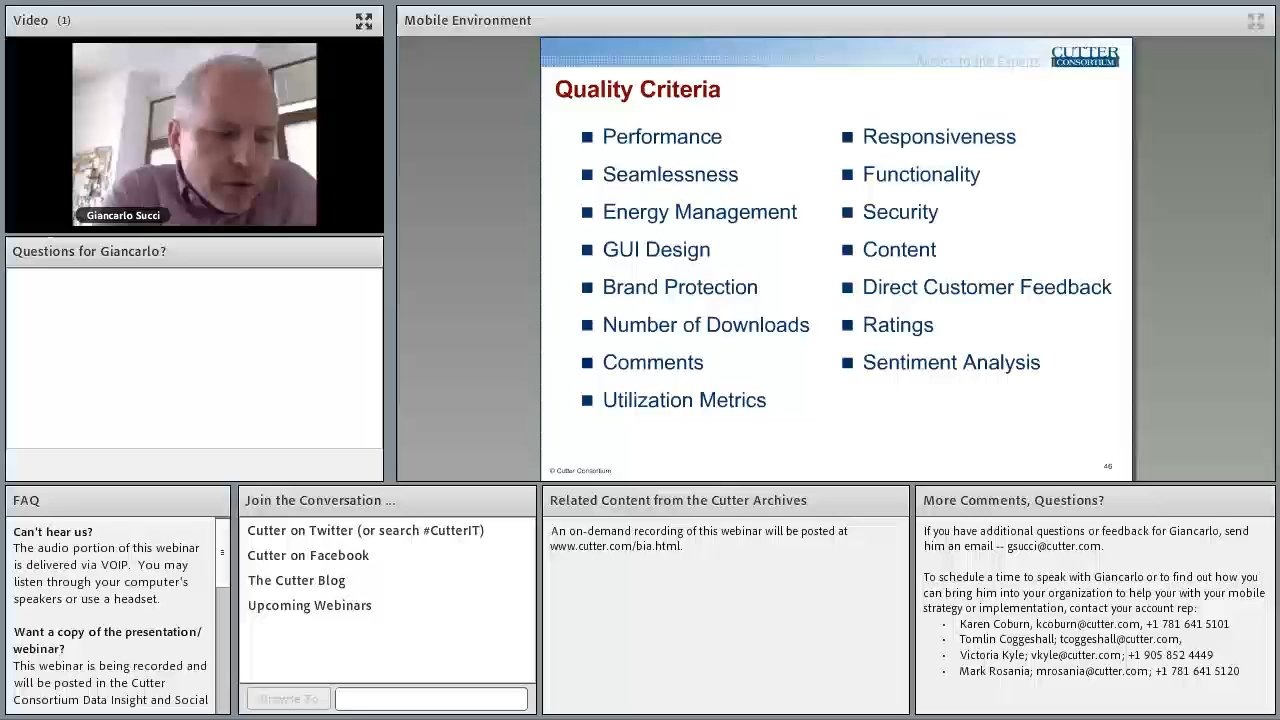 Video (1)
Giancarlo Succi
Questions for Giancarlo?
Mobile Environment
Access to the Experts
CUTTER
CONSORTIUM
Quality Criteria
Performance
Seamlessness
Energy Management
GUI Design
Brand Protection
Number of Downloads
Comments
Utilization Metrics
Responsiveness
Functionality
Security
Content
Direct Customer Feedback
Ratings
Sentiment Analysis
© Cutter Consortium
46
FAQ
Can't hear us?
The audio portion of this webinar
is delivered via VOIP. You may
listen through your computer's
speakers or use a headset.
Want a copy of the presentation/
webinar?
This webinar is being recorded and
will be posted in the Cutter
Consortium Data Insight and Social
Join the Conversation ...
Cutter on Twitter (or search #CutterIT)
Cutter on Facebook
The Cutter Blog
Upcoming Webinars
Browse To
Related Content from the Cutter Archives
An on-demand recording of this webinar will be posted at
www.cutter.com/bia.html.
More Comments, Questions?
If you have additional questions or feedback for Giancarlo, send
him an email -- gsucci@cutter.com.
To schedule a time to speak with Giancarlo or to find out how you
can bring him into your organization to help your with your mobile
strategy or implementation, contact your account rep:
• Karen Coburn, kcoburn@cutter.com, +1 781 641 5101
• Tomlin Coggeshall; tcoggeshall@cutter.com,
• Victoria Kyle; vkyle@cutter.com; +1 905 852 4449
• Mark Rosania; mrosania@cutter.com; +1 781 641 5120